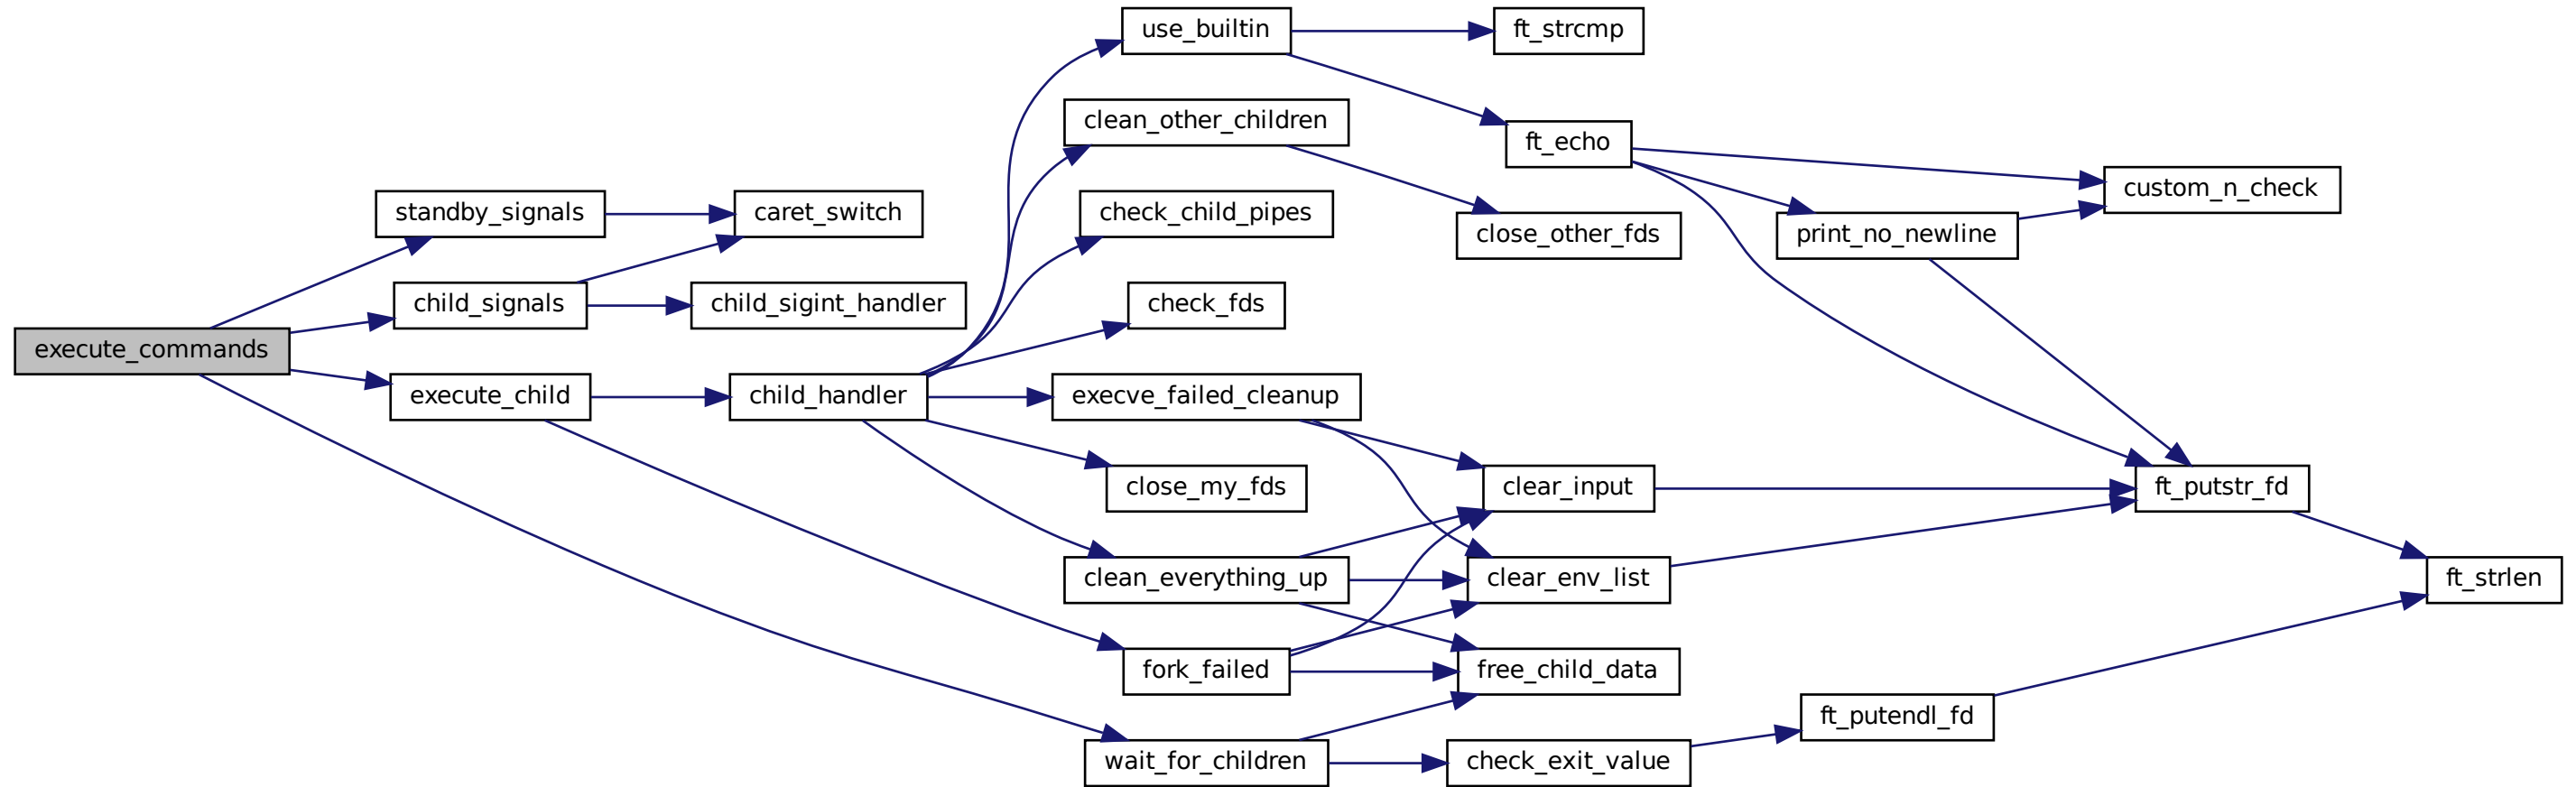 execute_commands
standby_signals
child_signals
execute_child
caret_switch
child_sigint_handler
child_handler
use_builtin
clean_other_children
check_child_pipes
check_fds
execve_failed_cleanup
close_my_fds
clean_everything_up
fork_failed
wait_for_children
ft_strcmp
ft_echo
close_other_fds
clear_input
clear_env_list
free_child_data
check_exit_value
print_no_newline
ft_putendl_fd
custom_n_check
ft_putstr_fd
ft_strlen